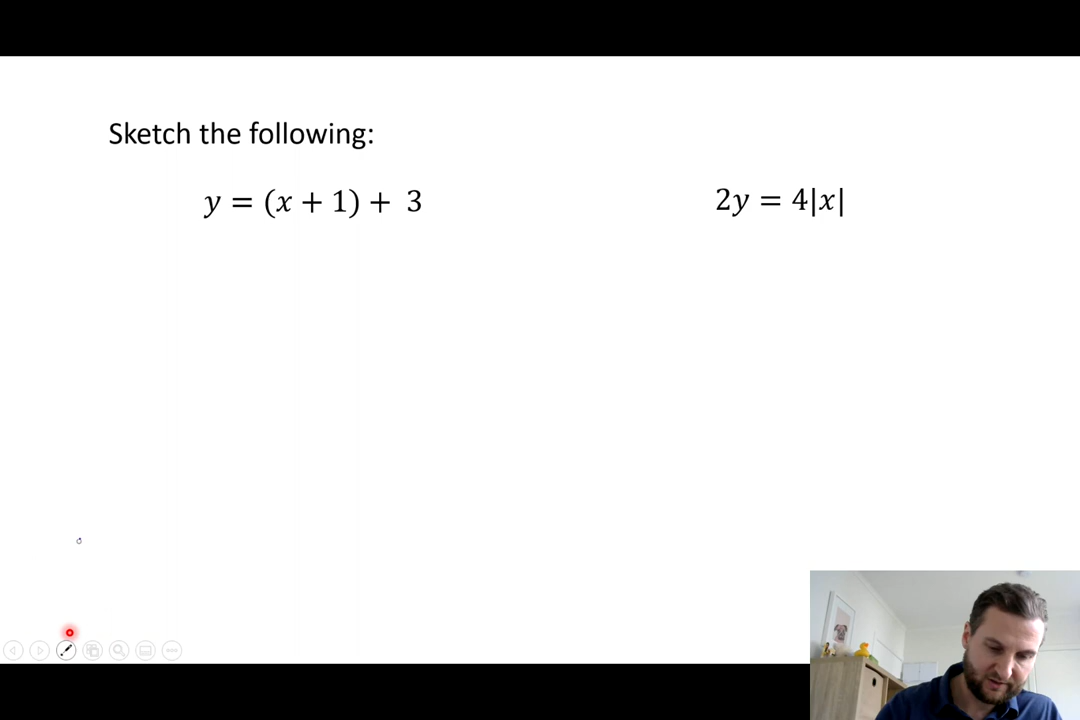 Sketch the following:
y = (x + 1) + 3
2y = 4|x|